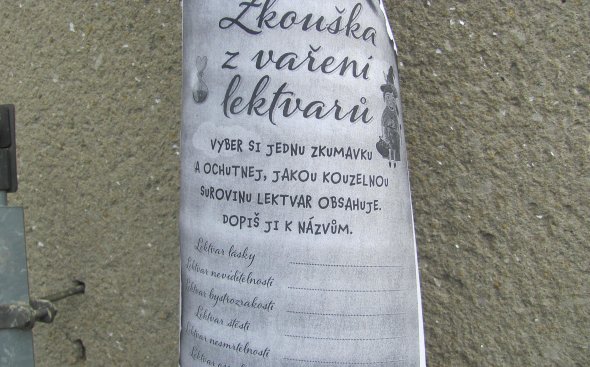 Zkouška
z vaření
lektvarů
VYBER SI JEDNU ZKUMAVKU
A OCHUTNEJ, JAKOU KOUZELNOU
SUROVINU LEKTVAR OBSAHUJE.
DOPIŠ JI K NÁZVŮM.
Lektvar lásky
Lektvar neviditelnosti
Lektvar bystrozrakosti
Lektvar štěstí
Lektvar nesmrtelnosti
Lektvar